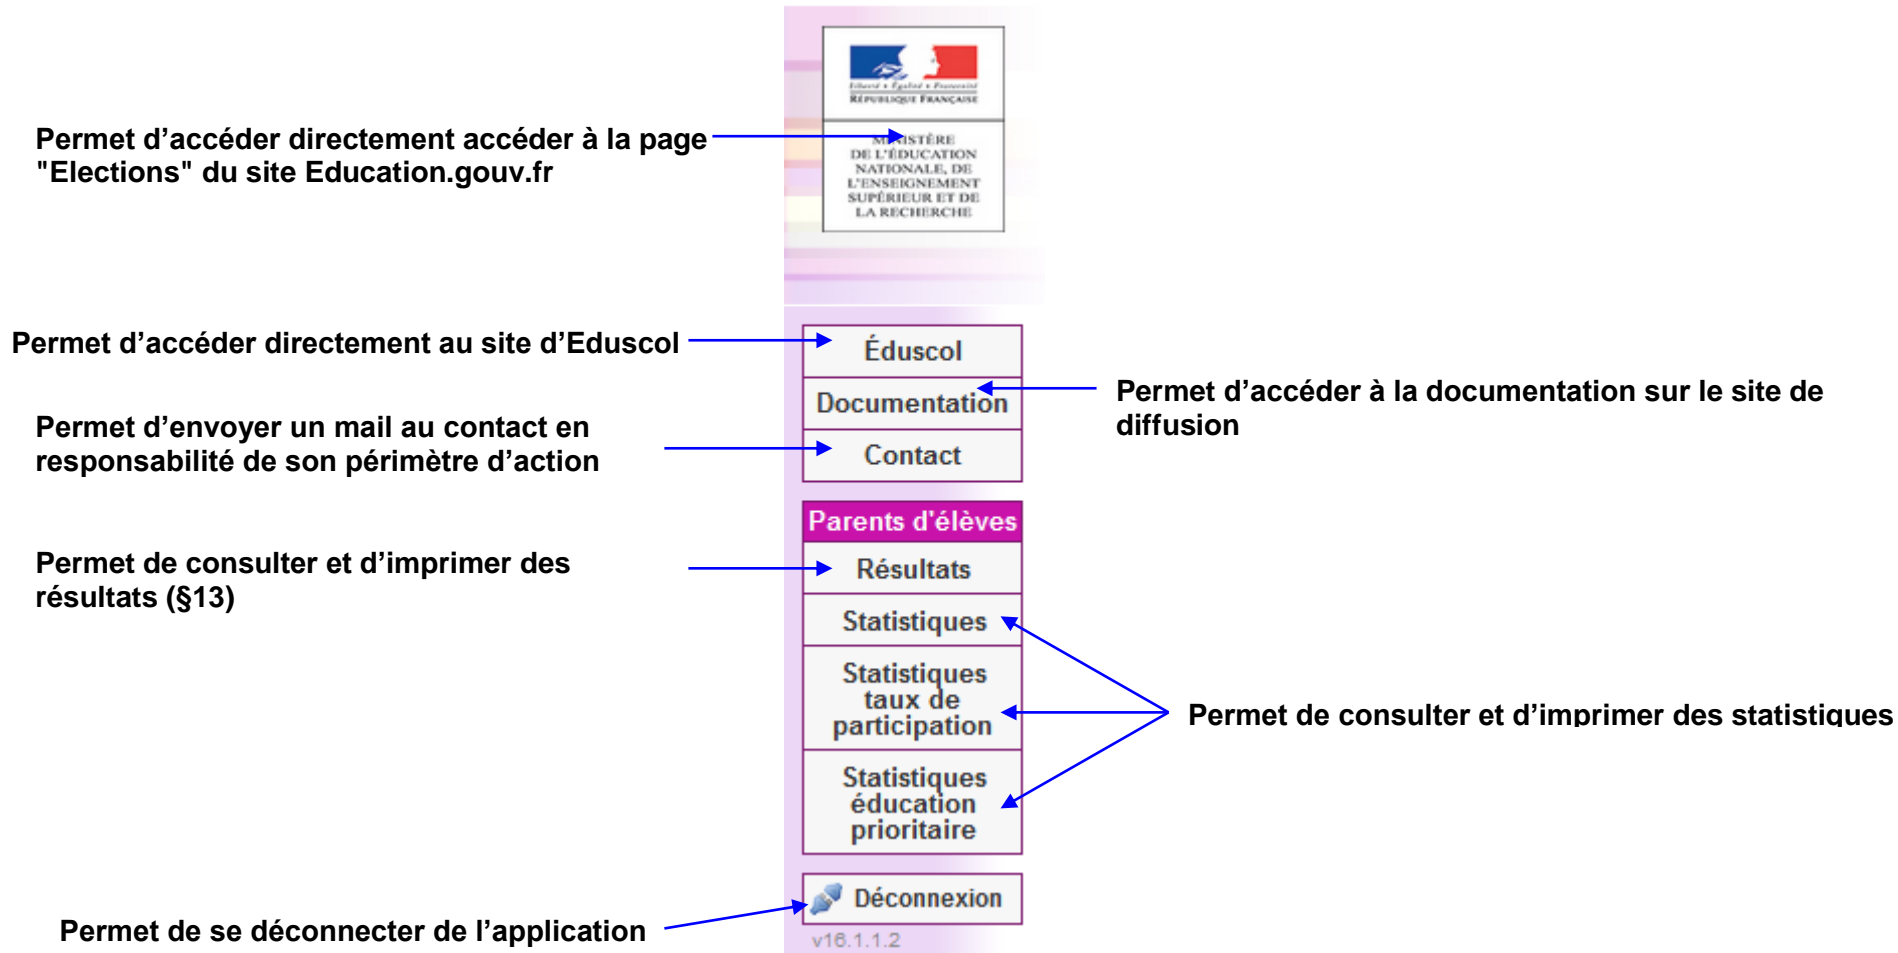 Liberté • Égalité • Fraternité
RÉPUBLIQUE FRANÇAISE
MINISTÈRE
DE L'ÉDUCATION
NATIONALE, DE
L'ENSEIGNEMENT
SUPÉRIEUR ET DE
LA RECHERCHE
Permet d’accéder directement accéder à la page
"Elections" du site Education.gouv.fr
Permet d’accéder directement au site d’Eduscol
Éduscol
Documentation
Permet d’accéder à la documentation sur le site de
diffusion
Permet d’envoyer un mail au contact en
responsabilité de son périmètre d’action
Contact
Parents d'élèves
Permet de consulter et d’imprimer des
résultats (§13)
Résultats
Statistiques
Statistiques
taux de
participation
Permet de consulter et d’imprimer des statistiques
Statistiques
éducation
prioritaire
Déconnexion
Permet de se déconnecter de l’application
v16.1.1.2